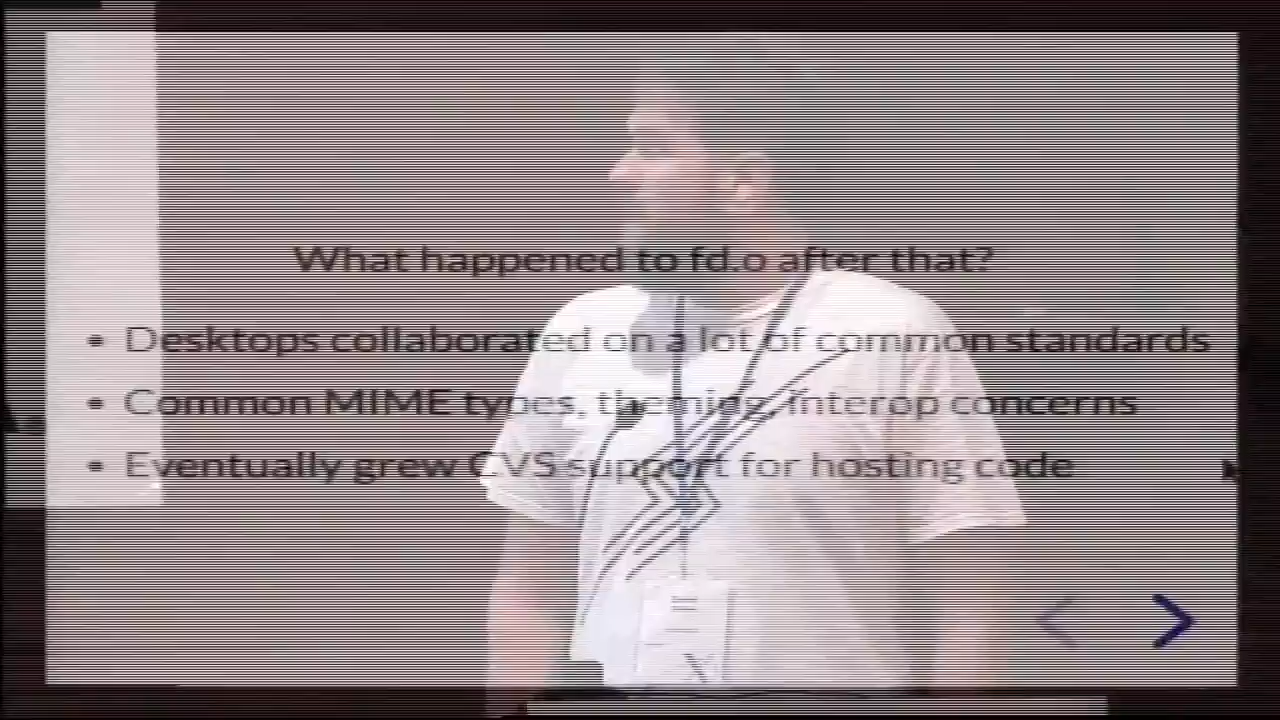 What happened to fd.o after that?
• Desktops collaborated on a lot of common standards
• Common MIME types, theming, interop concerns
• Eventually grew CVS support for hosting code